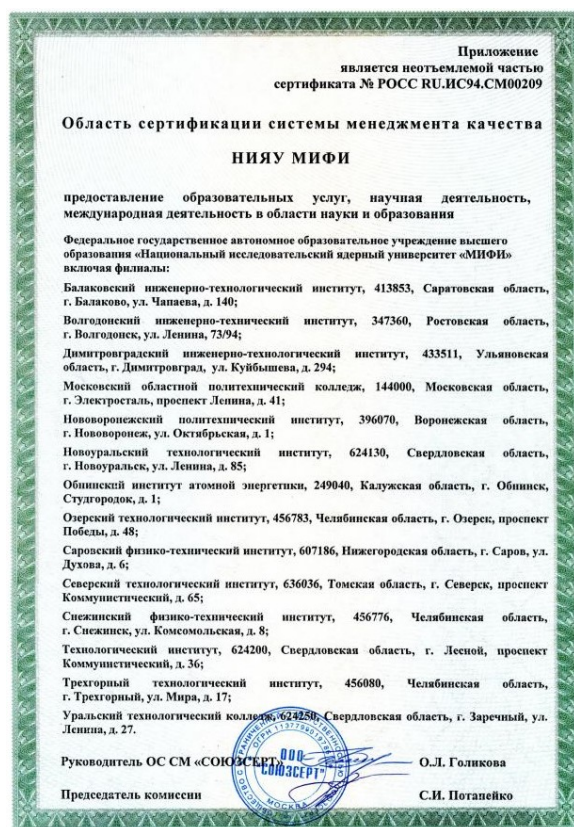 Приложение
является неотъемлемой частью
сертификата № РОСС RU.ИС94.СМ00209
Область сертификации системы менеджмента качества
НИЯУ МИФИ
предоставление образовательных услуг, научная деятельность,
международная деятельность в области науки и образования
Федеральное государственное автономное образовательное учреждение высшего
образования «Национальный исследовательский ядерный университет «МИФИ»
включая филиалы:
Балаковский инженерно-технологический институт, 413853, Саратовская область,
г. Балаково, ул. Чапаева, д. 140;
Волгодонский инженерно-технический институт, 347360, Ростовская область,
г. Волгодонск, ул. Ленина, 73/94;
Димитровградский инженерно-технологический институт, 433511, Ульяновская
область, г. Димитровград, ул. Куйбышева, д. 294;
Московский областной политехнический колледж, 144000, Московская область,
г. Электросталь, проспект Ленина, д. 41;
Нововоронежский политехнический институт, 396070, Воронежская область,
г. Нововоронеж, ул. Октябрьская, д. 1;
Новоуральский технологический институт, 624130, Свердловская область,
г. Новоуральск, ул. Ленина, д. 85;
Обнинский институт атомной энергетики, 249040, Калужская область, г. Обнинск,
Студгородок, д. 1;
Озерский технологический институт, 456783, Челябинская область, г. Озерск, проспект
Победы, д. 48;
Саровский физико-технический институт, 607186, Нижегородская область, г. Саров, ул.
Духова, д. 6;
Северский технологический институт, 636036, Томская область, г. Северск, проспект
Коммунистический, д. 65;
Снежинский физико-технический институт, 456776, Челябинская область,
г. Снежинск, ул. Комсомольская, д. 8;
Технологический институт, 624200, Свердловская область, г. Лесной, проспект
Коммунистический, д. 36;
Трехгорный технологический институт, 456080, Челябинская область,
г. Трехгорный, ул. Мира, д. 17;
Уральский технологический колледж, 624250, Свердловская область, г. Заречный, ул.
Ленина, д. 27.
Руководитель ОС СМ «СОЮЗСЕРТ» О.Л. Голикова
ООО
"СОЮЗСЕРТ"
МОСКВА
Председатель комиссии С.И. Потапейко